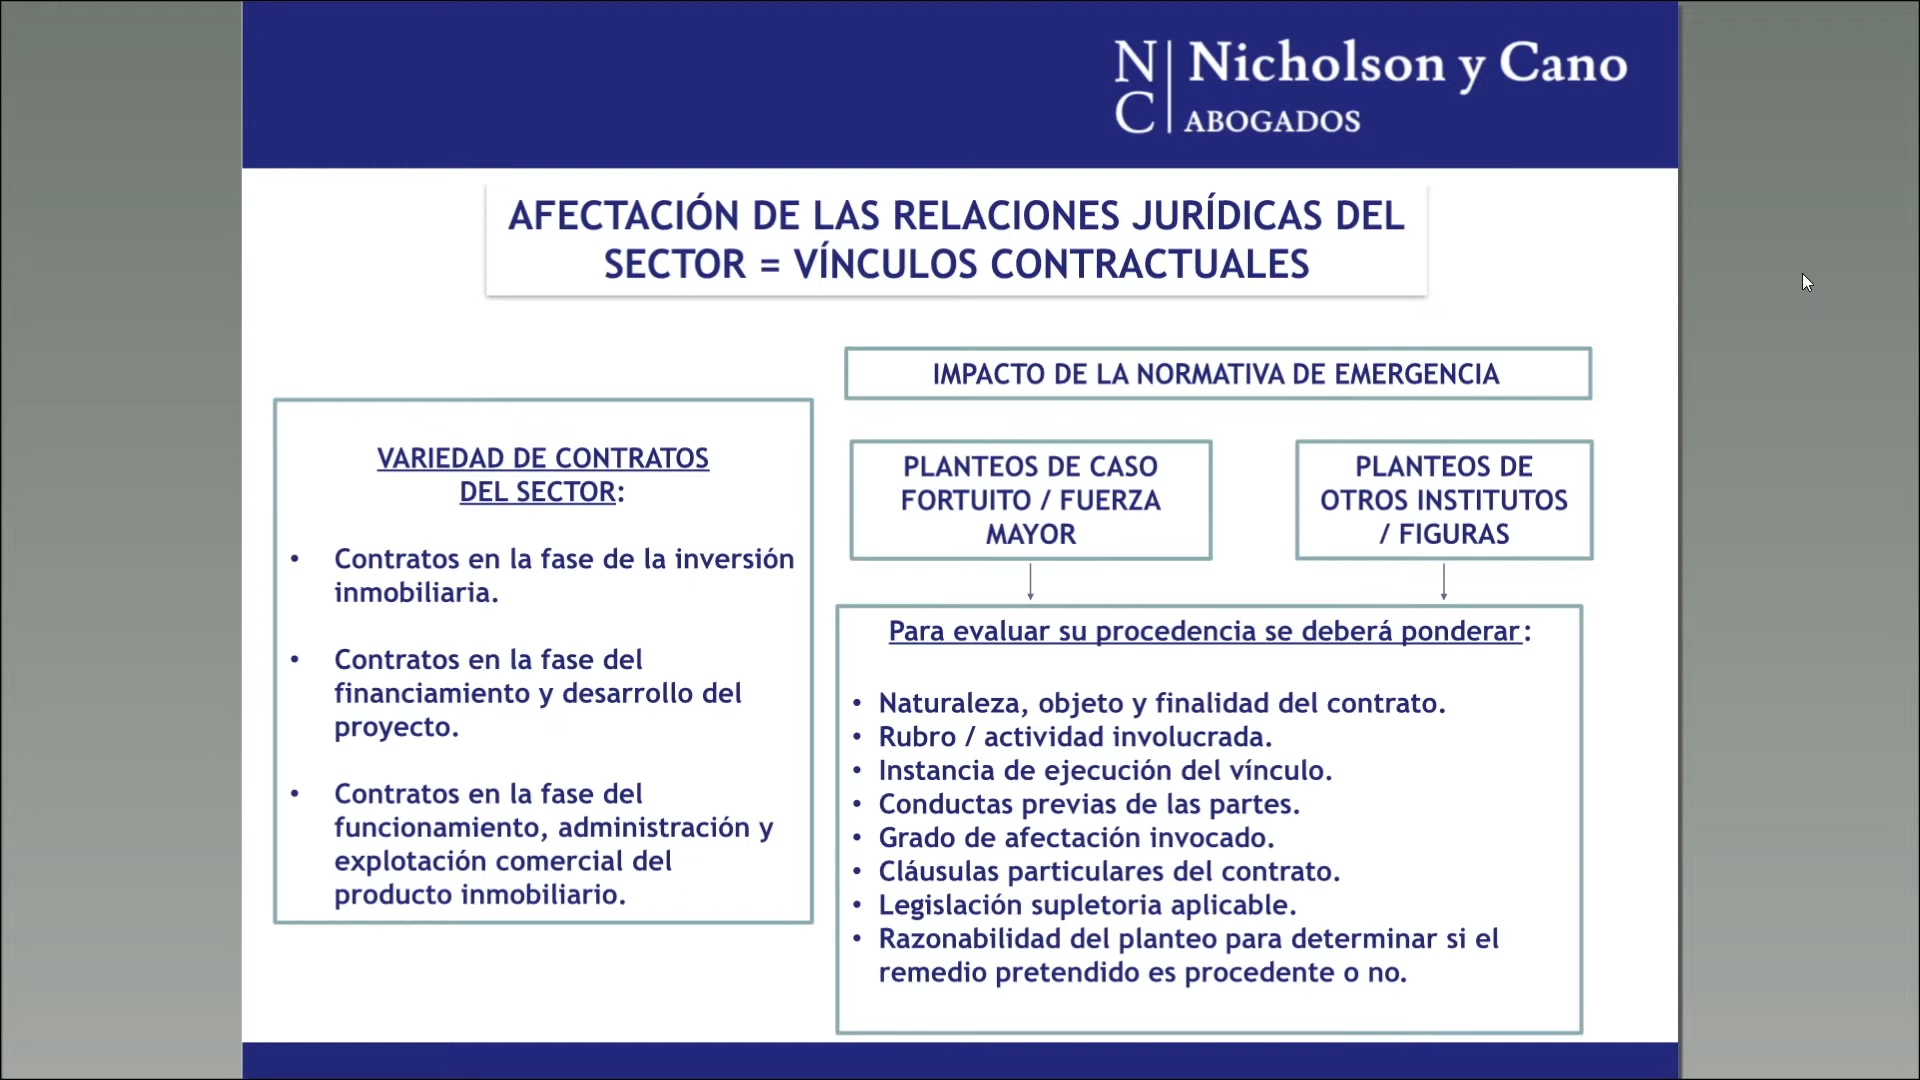 N
C
Nicholson y Cano
ABOGADOS
AFECTACIÓN DE LAS RELACIONES JURÍDICAS DEL
SECTOR = VÍNCULOS CONTRACTUALES
VARIEDAD DE CONTRATOS
DEL SECTOR:
• Contratos en la fase de la inversión
inmobiliaria.
• Contratos en la fase del
financiamiento y desarrollo del
proyecto.
• Contratos en la fase del
funcionamiento, administración y
explotación comercial del
producto inmobiliario.
IMPACTO DE LA NORMATIVA DE EMERGENCIA
PLANTEOS DE CASO
FORTUITO / FUERZA
MAYOR
PLANTEOS DE
OTROS INSTITUTOS
/ FIGURAS
Para evaluar su procedencia se deberá ponderar:
• Naturaleza, objeto y finalidad del contrato.
• Rubro / actividad involucrada.
• Instancia de ejecución del vínculo.
• Conductas previas de las partes.
• Grado de afectación invocado.
• Cláusulas particulares del contrato.
• Legislación supletoria aplicable.
• Razonabilidad del planteo para determinar si el
remedio pretendido es procedente o no.